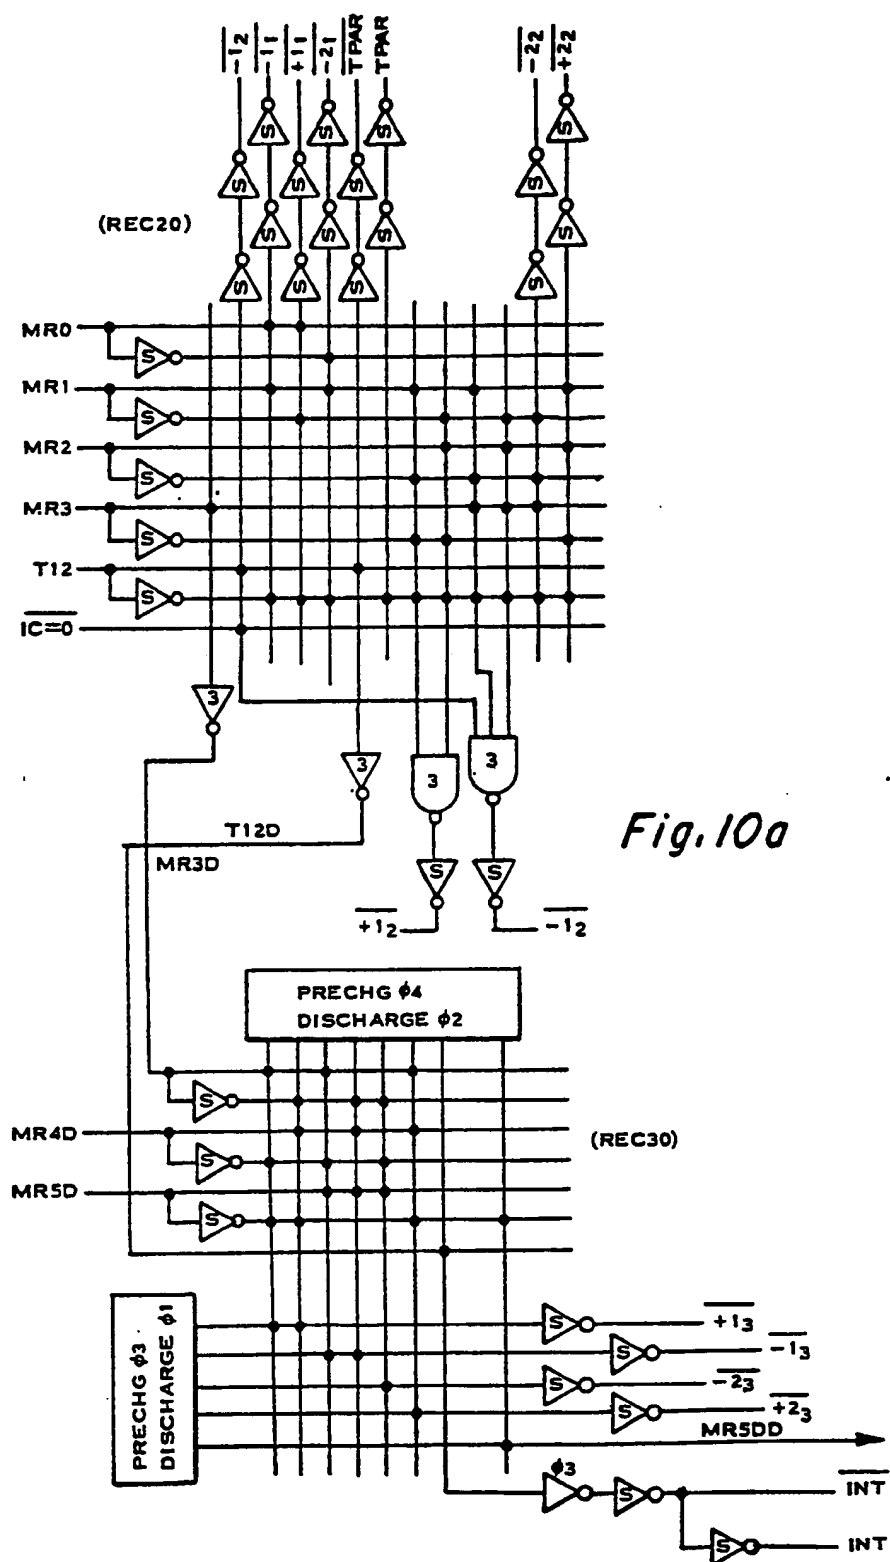 -1₂ -1₁ +1₁ -2₁ TPAR TPAR -2₂ +2₂
S S S
S S S S
S S S S
S S S S
(REC20)
MR0
S
MR1
S
MR2
S
MR3
S
T12
S
IC=0
3
3 3 3
T12D
MR3D
Fig. 10a
S S
+1₂ -1₂
PRECHG ϕ4
DISCHARGE ϕ2
S
MR4D
(REC30)
S
MR5D
S
PRECHG ϕ3
DISCHARGE ϕ1
S +1₃
S -1₃
S -2₃
S +2₃
MR5DD
ϕ3
S INT
S INT